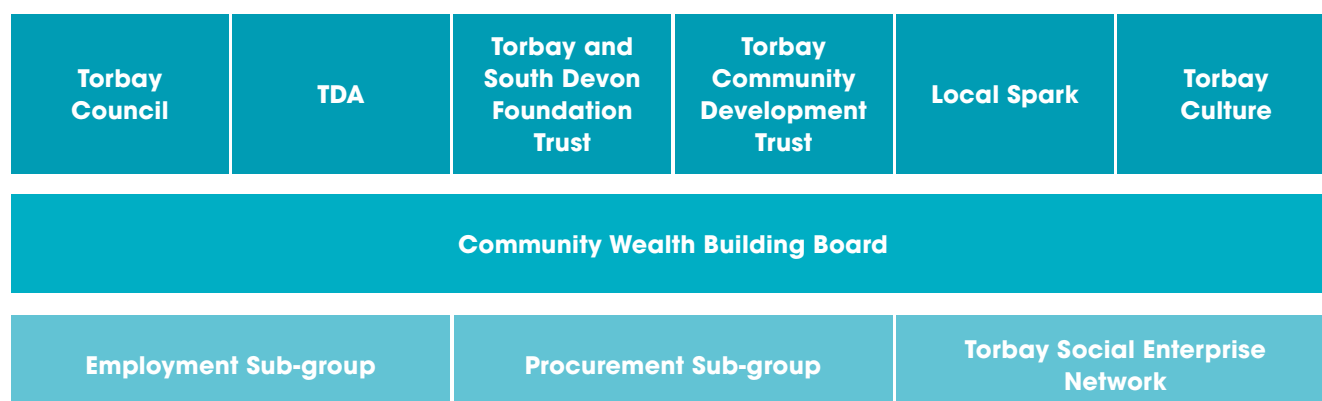 Torbay
Council
TDA
Torbay and
South Devon
Foundation
Trust
Torbay
Community
Development
Trust
Local Spark
Torbay
Culture
Community Wealth Building Board
Employment Sub-group
Procurement Sub-group
Torbay Social Enterprise
Network